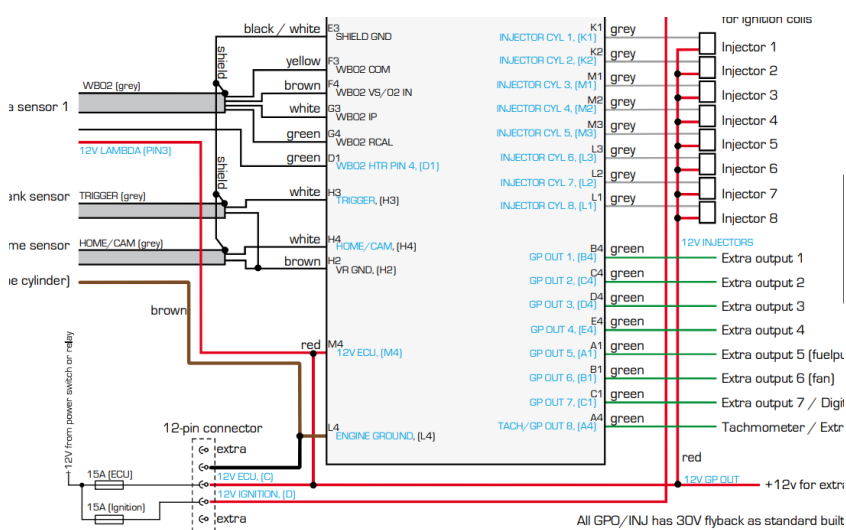 for ignition coils
black / white E3
SHIELD GND
K1 grey
INJECTOR CYL 1, (K1)
Injector 1
shield
yellow F3
WBO2 COM
K2 grey
INJECTOR CYL 2, (K2)
Injector 2
WBO2 (grey)
brown F4
WBO2 VS/O2 IN
M1 grey
INJECTOR CYL 3, (M1)
Injector 3
a sensor 1
white G3
WBO2 IP
M2 grey
INJECTOR CYL 4, (M2)
Injector 4
green G4
WBO2 RCAL
M3 grey
INJECTOR CYL 5, (M3)
Injector 5
12V LAMBDA (PIN3)
green D1
WBO2 HTR PIN 4, (D1)
L3 grey
INJECTOR CYL 6, (L3)
Injector 6
shield
L2 grey
INJECTOR CYL 7, (L2)
Injector 7
ank sensor
TRIGGER (grey)
white H3
TRIGGER, (H3)
L1 grey
INJECTOR CYL 8, (L1)
Injector 8
me sensor
HOME/CAM (grey)
white H4
HOME/CAM, (H4)
12V INJECTORS
brown H2
VR GND, (H2)
B4 green
GP OUT 1, (B4)
Extra output 1
e cylinder)
C4 green
GP OUT 2, (C4)
Extra output 2
brown
D4 green
GP OUT 3, (D4)
Extra output 3
E4 green
GP OUT 4, (E4)
Extra output 4
red M4
12V ECU, (M4)
A1 green
GP OUT 5, (A1)
Extra output 5 (fuelpu
B1 green
GP OUT 6, (B1)
Extra output 6 (fan)
C1 green
GP OUT 7, (C1)
Extra output 7 / Digit
+12V from power switch or relay
12-pin connector
L4
ENGINE GROUND, (L4)
A4 green
TACH/GP OUT 8, (A4)
Tachometer / Extr
extra
red
15A (ECU)
12V ECU, (C)
12V GP OUT
+12v for extra
12V IGNITION, (D)
15A (Ignition)
extra
All GPO/INJ has 30V flyback as standard built